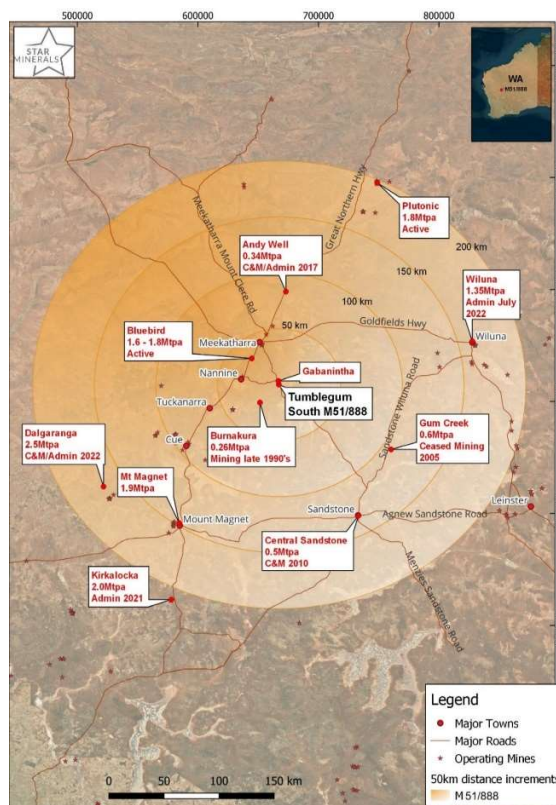 500000
600000
700000
800000
STAR
MINERALS
WA
M51/888
Plutonic
1.8Mtpa
Active
Great Northern Hwy
Meekatharra Mount Clere Rd
200 km
Andy Well
0.34Mtpa
C&M/Admin 2017
150 km
Wiluna
1.35Mtpa
Admin July
2022
100 km
50 km
Goldfields Hwy
Bluebird
1.6 - 1.8Mtpa
Active
Meekatharra
Wiluna
Nannine
Gabanintha
Tumblegum
South M51/888
Sandstone Wiluna Road
Tuckanarra
Gum Creek
0.6Mtpa
Ceased Mining
2005
Dalgaranga
2.5Mtpa
C&M/Admin 2022
Cue
Burnakura
0.26Mtpa
Mining late 1990's
Mt Magnet
1.9Mtpa
Leinster
Sandstone
Agnew Sandstone Road
Mount Magnet
Central Sandstone
0.5Mtpa
C&M 2010
Menzies Sandstone Road
Kirkalocka
2.0Mtpa
Admin 2021
Legend
Major Towns
Major Roads
Operating Mines
50km distance increments
M51/888
0
50
100
150 km